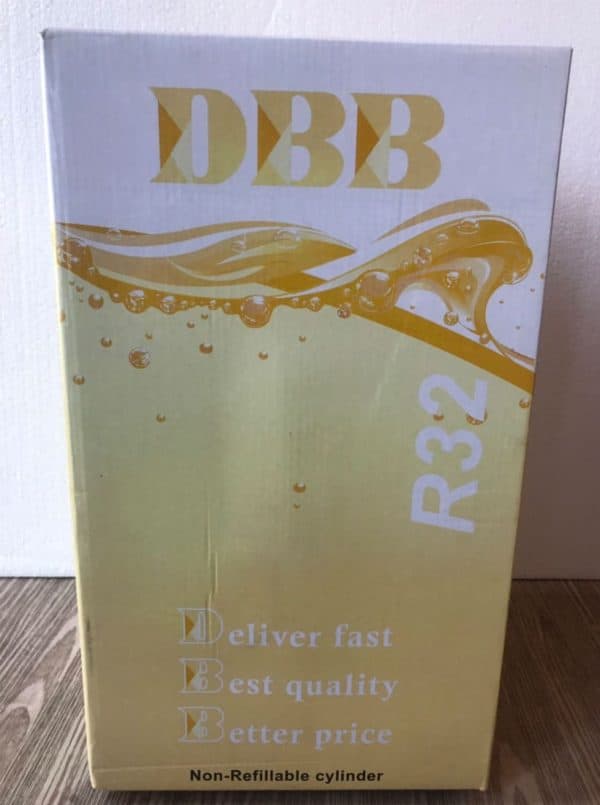 DBB
R32
Deliver fast
Best quality
Better price
Non-Refillable cylinder